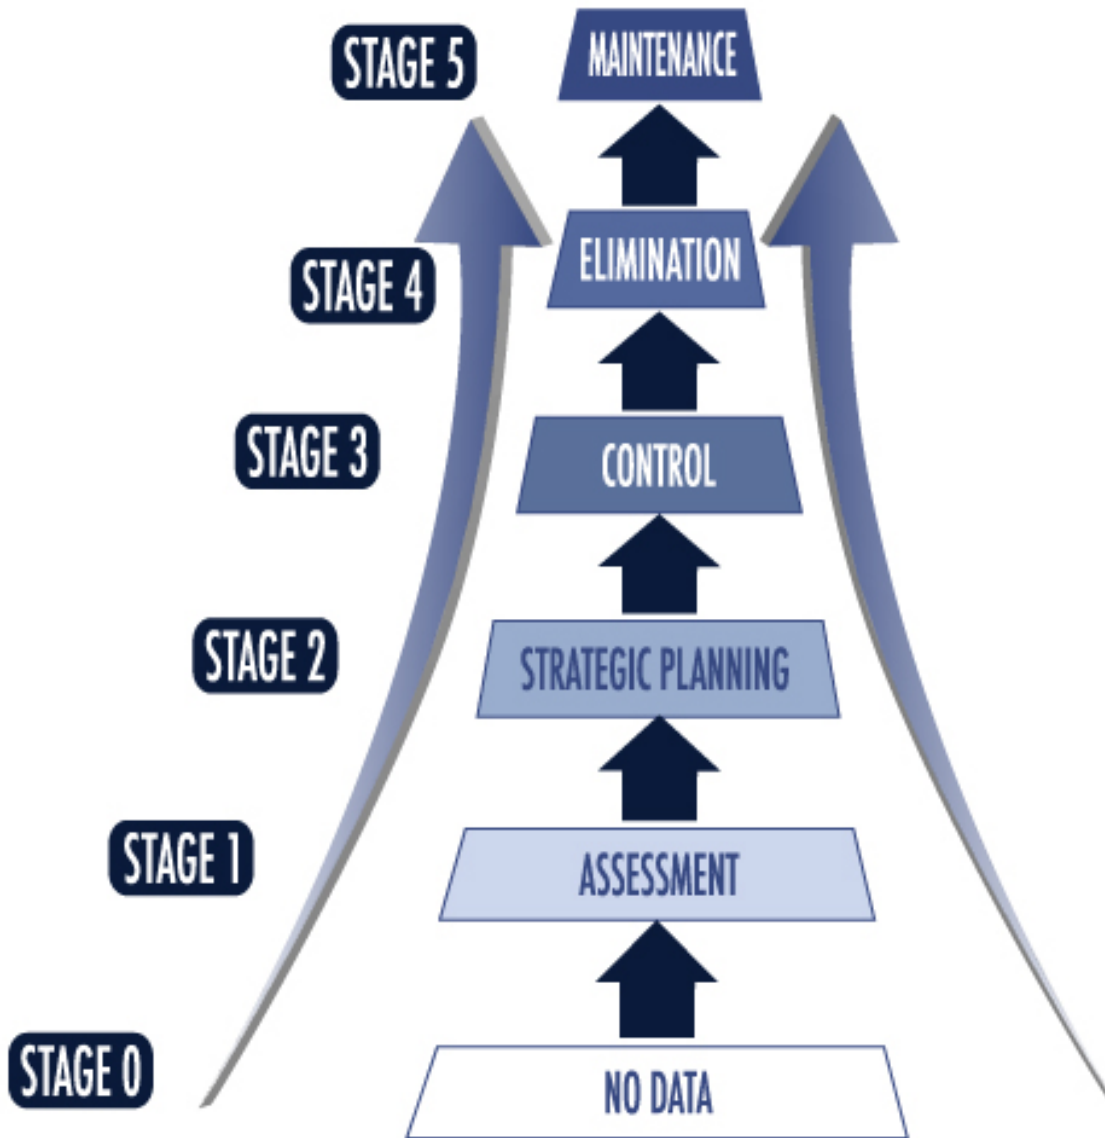 STAGE 5
MAINTENANCE
STAGE 4
ELIMINATION
STAGE 3
CONTROL
STAGE 2
STRATEGIC PLANNING
STAGE 1
ASSESSMENT
STAGE 0
NO DATA